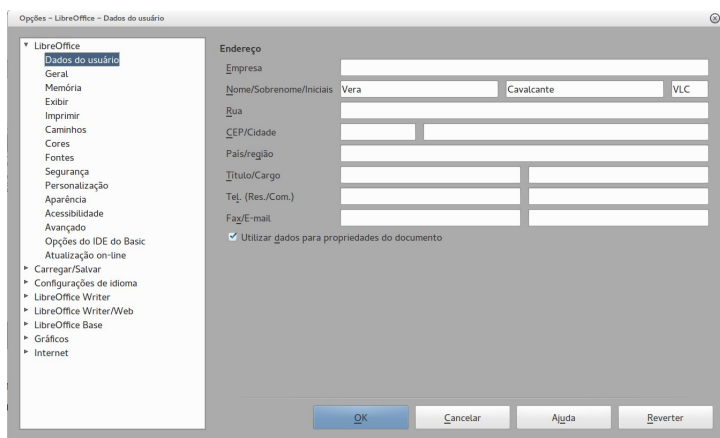 Opções – LibreOffice – Dados do usuário
LibreOffice
Dados do usuário
Geral
Memória
Exibir
Imprimir
Caminhos
Cores
Fontes
Segurança
Personalização
Aparência
Acessibilidade
Avançado
Opções do IDE do Basic
Atualização on-line
Carregar/Salvar
Configurações de idioma
LibreOffice Writer
LibreOffice Writer/Web
LibreOffice Base
Gráficos
Internet
Endereço
Empresa
Nome/Sobrenome/Iniciais Vera Cavalcante VLC
Rua
CEP/Cidade
País/região
Título/Cargo
Tel. (Res./Com.)
Fax/E-mail
Utilizar dados para propriedades do documento
OK Cancelar Ajuda Reverter